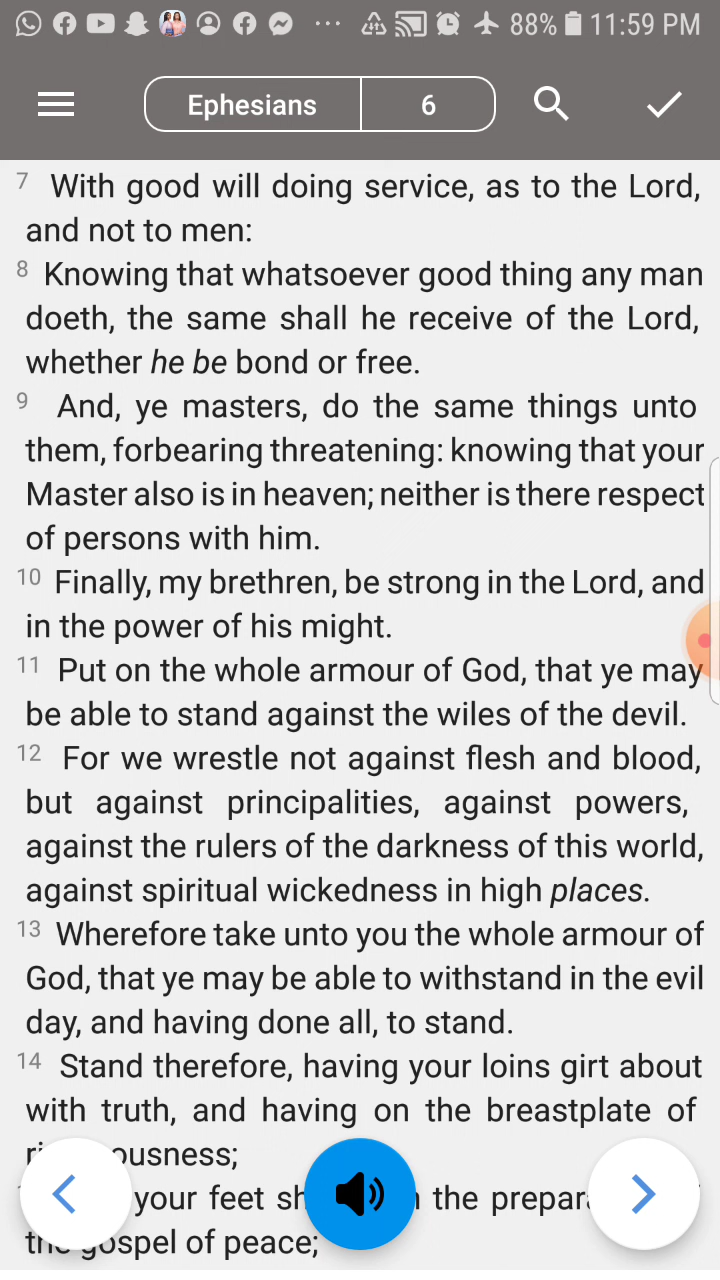 88% 11:59 PM
Ephesians 6
7 With good will doing service, as to the Lord,
and not to men:
8 Knowing that whatsoever good thing any man
doeth, the same shall he receive of the Lord,
whether he be bond or free.
9 And, ye masters, do the same things unto
them, forbearing threatening: knowing that your
Master also is in heaven; neither is there respect
of persons with him.
10 Finally, my brethren, be strong in the Lord, and
in the power of his might.
11 Put on the whole armour of God, that ye may
be able to stand against the wiles of the devil.
12 For we wrestle not against flesh and blood,
but against principalities, against powers,
against the rulers of the darkness of this world,
against spiritual wickedness in high places.
13 Wherefore take unto you the whole armour of
God, that ye may be able to withstand in the evil
day, and having done all, to stand.
14 Stand therefore, having your loins girt about
with truth, and having on the breastplate of
your feet the
gospel of peace;